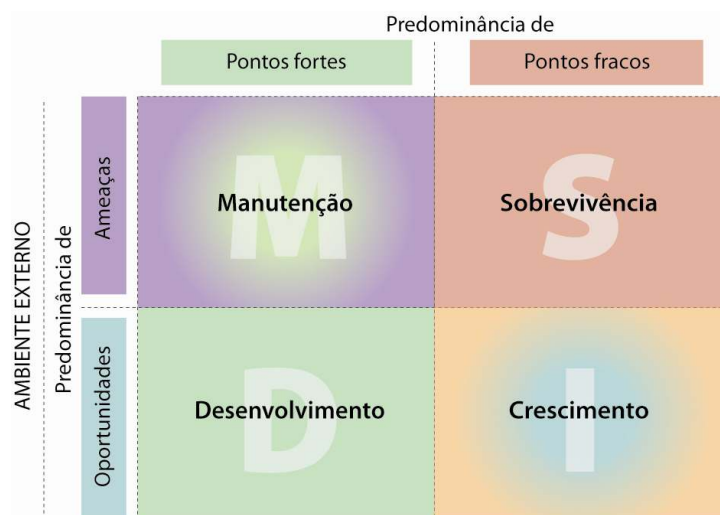 Predominância de
Pontos fortes
Pontos fracos
AMBIENTE EXTERNO
Predominância de
Ameaças
M
Manutenção
S
Sobrevivência
Oportunidades
D
Desenvolvimento
I
Crescimento